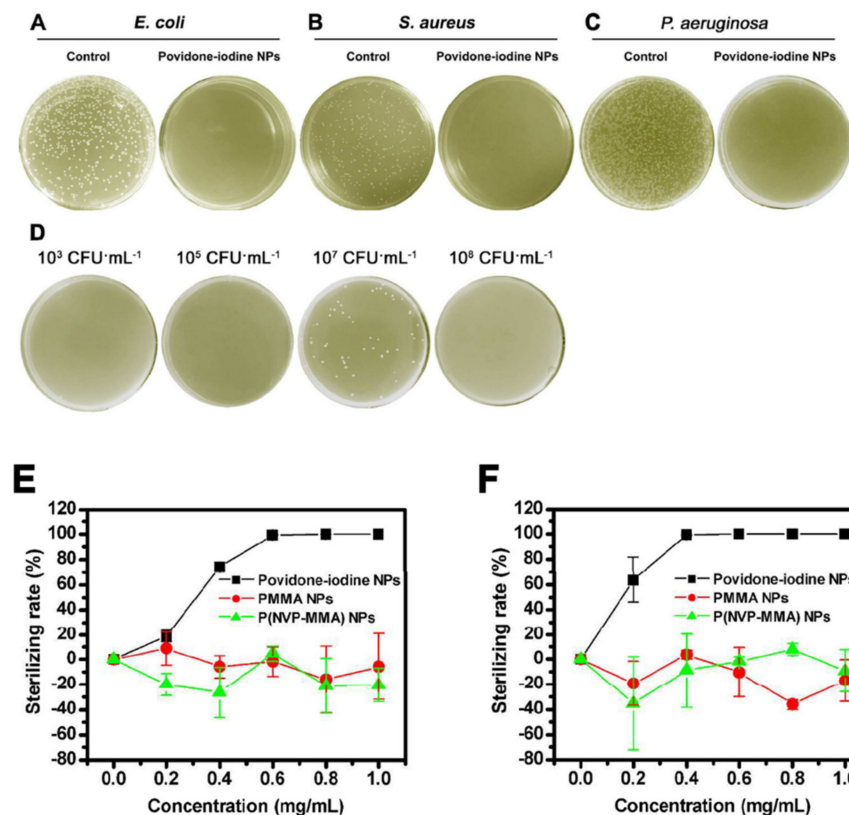 A E. coli B S. aureus C P. aeruginosa
Control Povidone-iodine NPs Control Povidone-iodine NPs Control Povidone-iodine NPs
D
10³ CFU·mL⁻¹ 10⁵ CFU·mL⁻¹ 10⁷ CFU·mL⁻¹ 10⁸ CFU·mL⁻¹
E
120
100
80
60
40
20
0
-20
-40
-60
-80
Sterilizing rate (%)
Povidone-iodine NPs
PMMA NPs
P(NVP-MMA) NPs
0.0 0.2 0.4 0.6 0.8 1.0
Concentration (mg/mL)
F
120
100
80
60
40
20
0
-20
-40
-60
-80
Sterilizing rate (%)
Povidone-iodine NPs
PMMA NPs
P(NVP-MMA) NPs
0.0 0.2 0.4 0.6 0.8 1.0
Concentration (mg/mL)